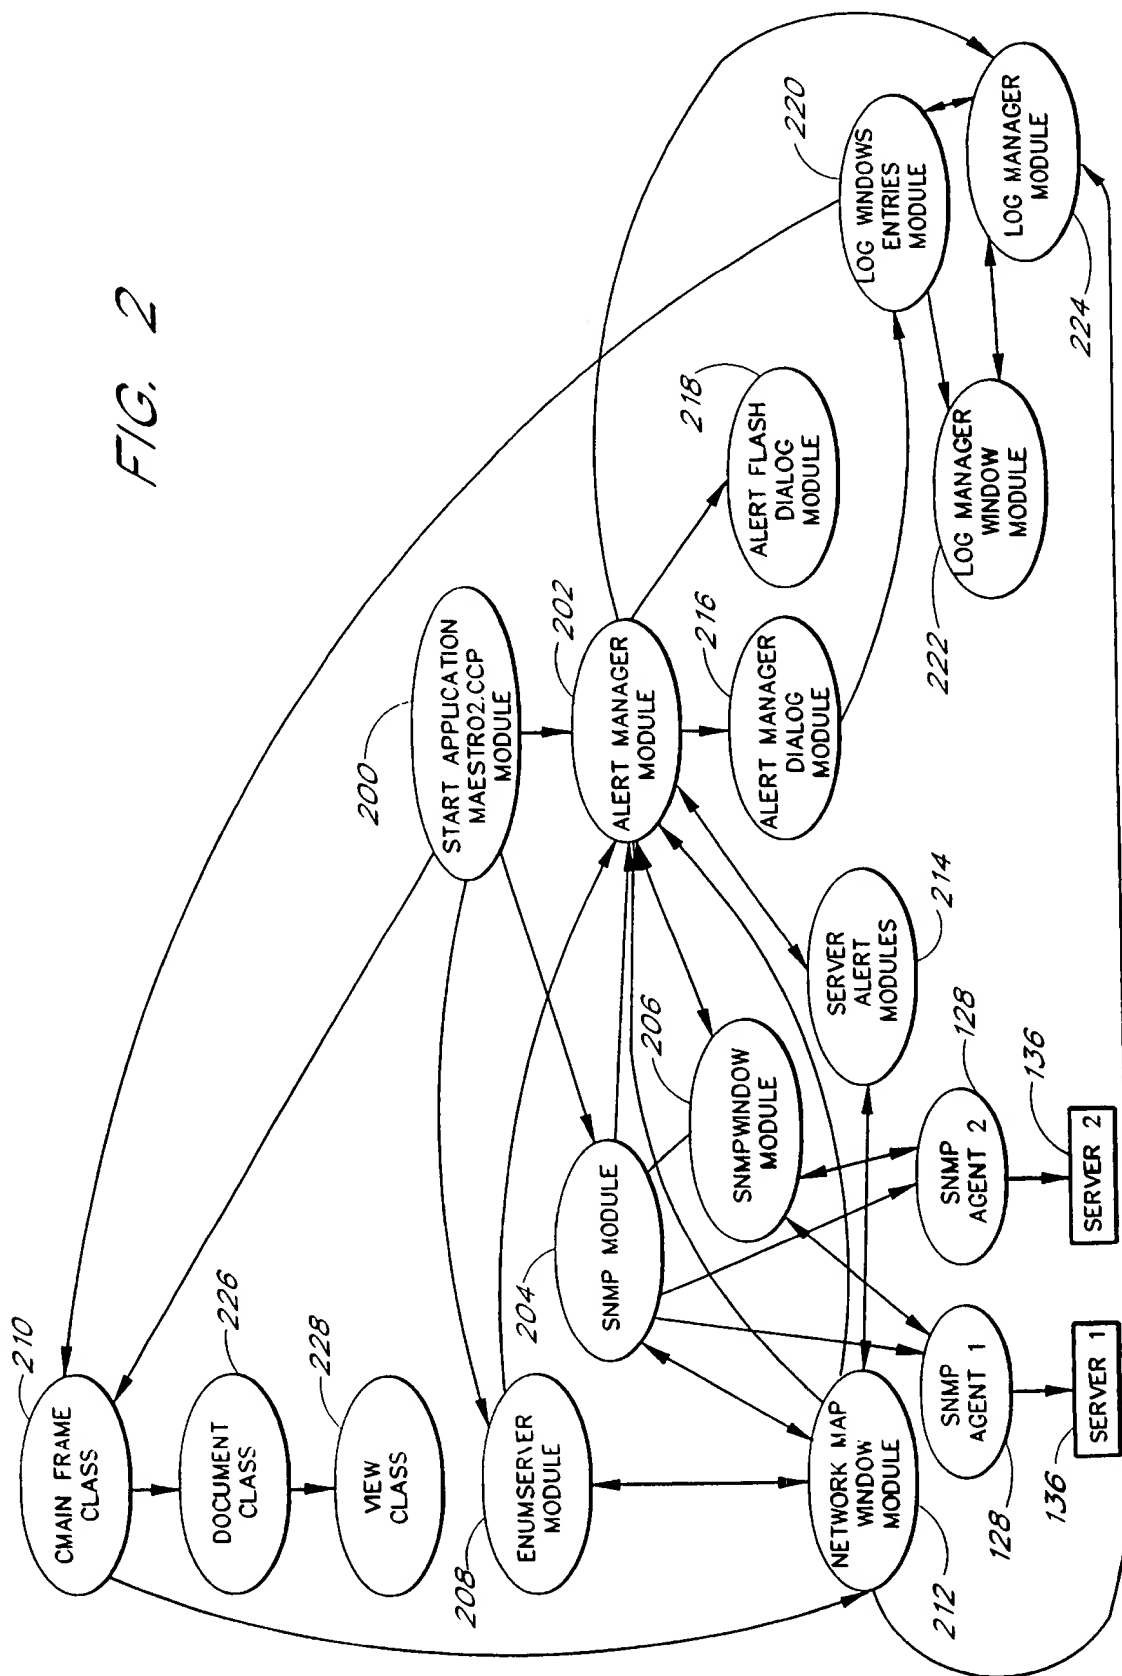 FIG. 2
210
CMAIN FRAME
CLASS
226
DOCUMENT
CLASS
228
VIEW
CLASS
200
START APPLICATION
MAESTRO2.CCP
MODULE
208
ENUMSERVER
MODULE
204
SNMP MODULE
202
ALERT MANAGER
MODULE
206
SNMPWINDOW
MODULE
216
ALERT MANAGER
DIALOG
MODULE
218
ALERT FLASH
DIALOG
MODULE
220
LOG WINDOWS
ENTRIES
MODULE
212
NETWORK MAP
WINDOW
MODULE
SERVER
ALERT
MODULES
214
222
LOG MANAGER
WINDOW
MODULE
LOG MANAGER
MODULE
224
SNMP
AGENT 1
128
SNMP
AGENT 2
128
136
SERVER 1
136
SERVER 2